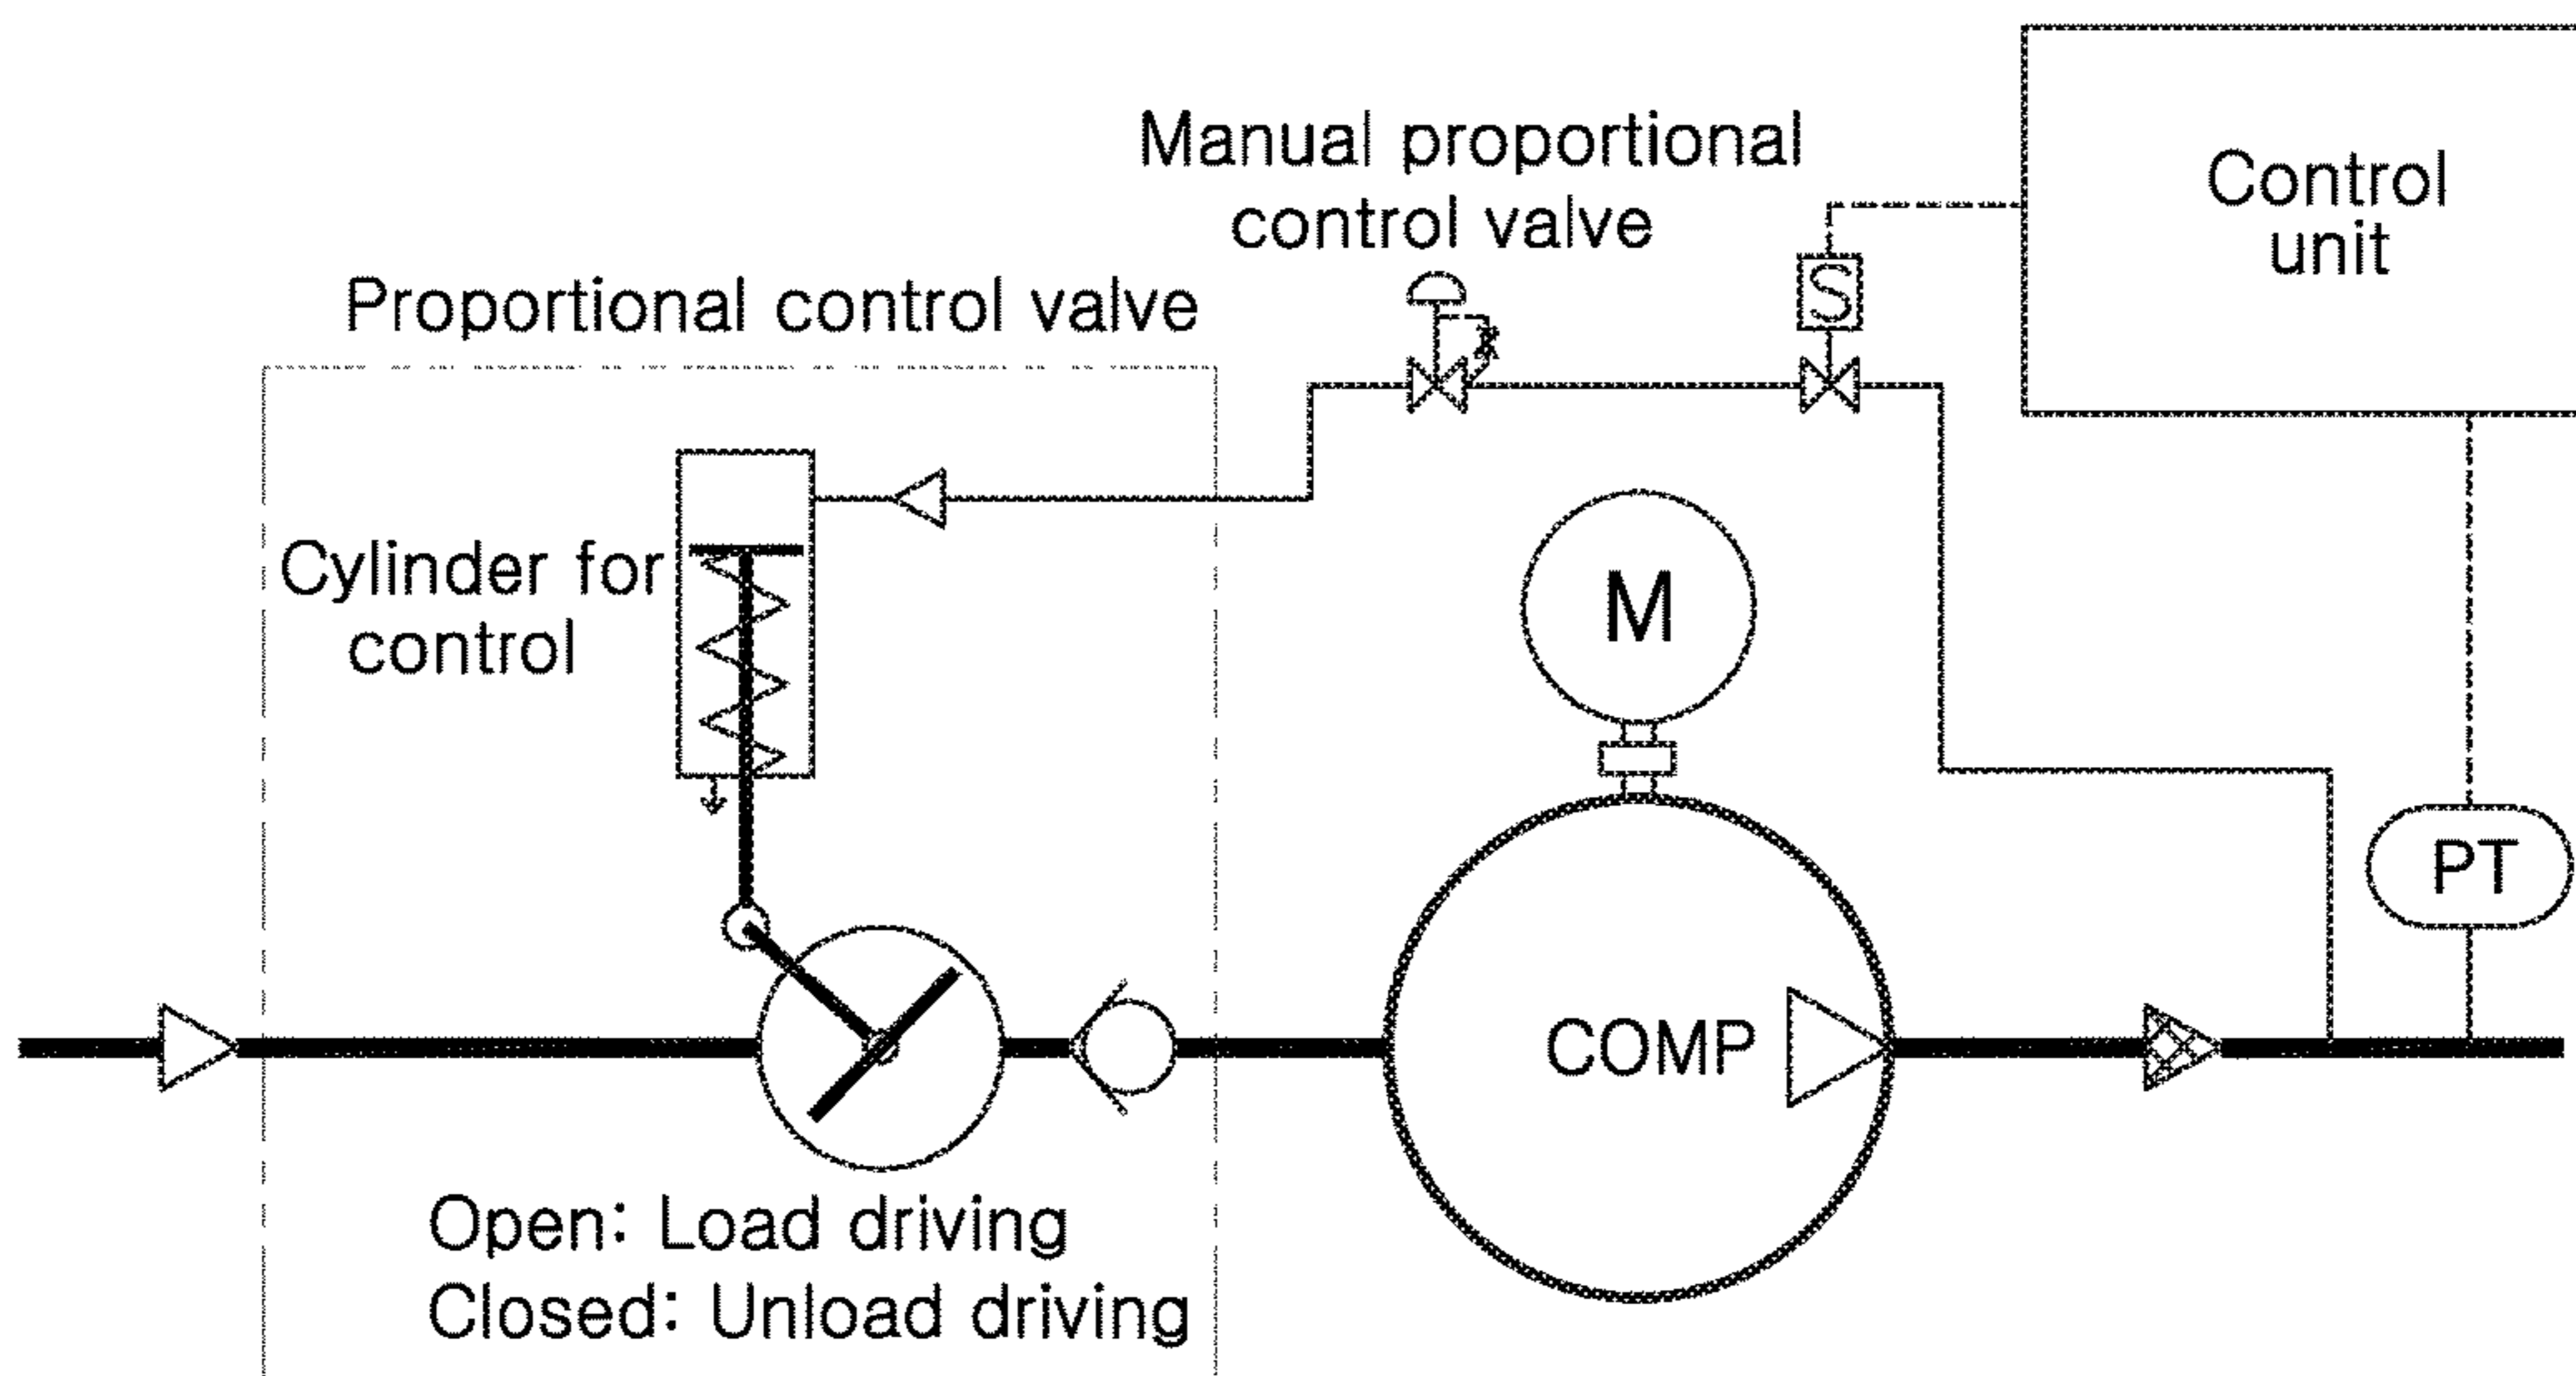 Manual proportional
control valve
Control
unit
S
Proportional control valve
Cylinder for
control
M
PT
COMP
Open: Load driving
Closed: Unload driving